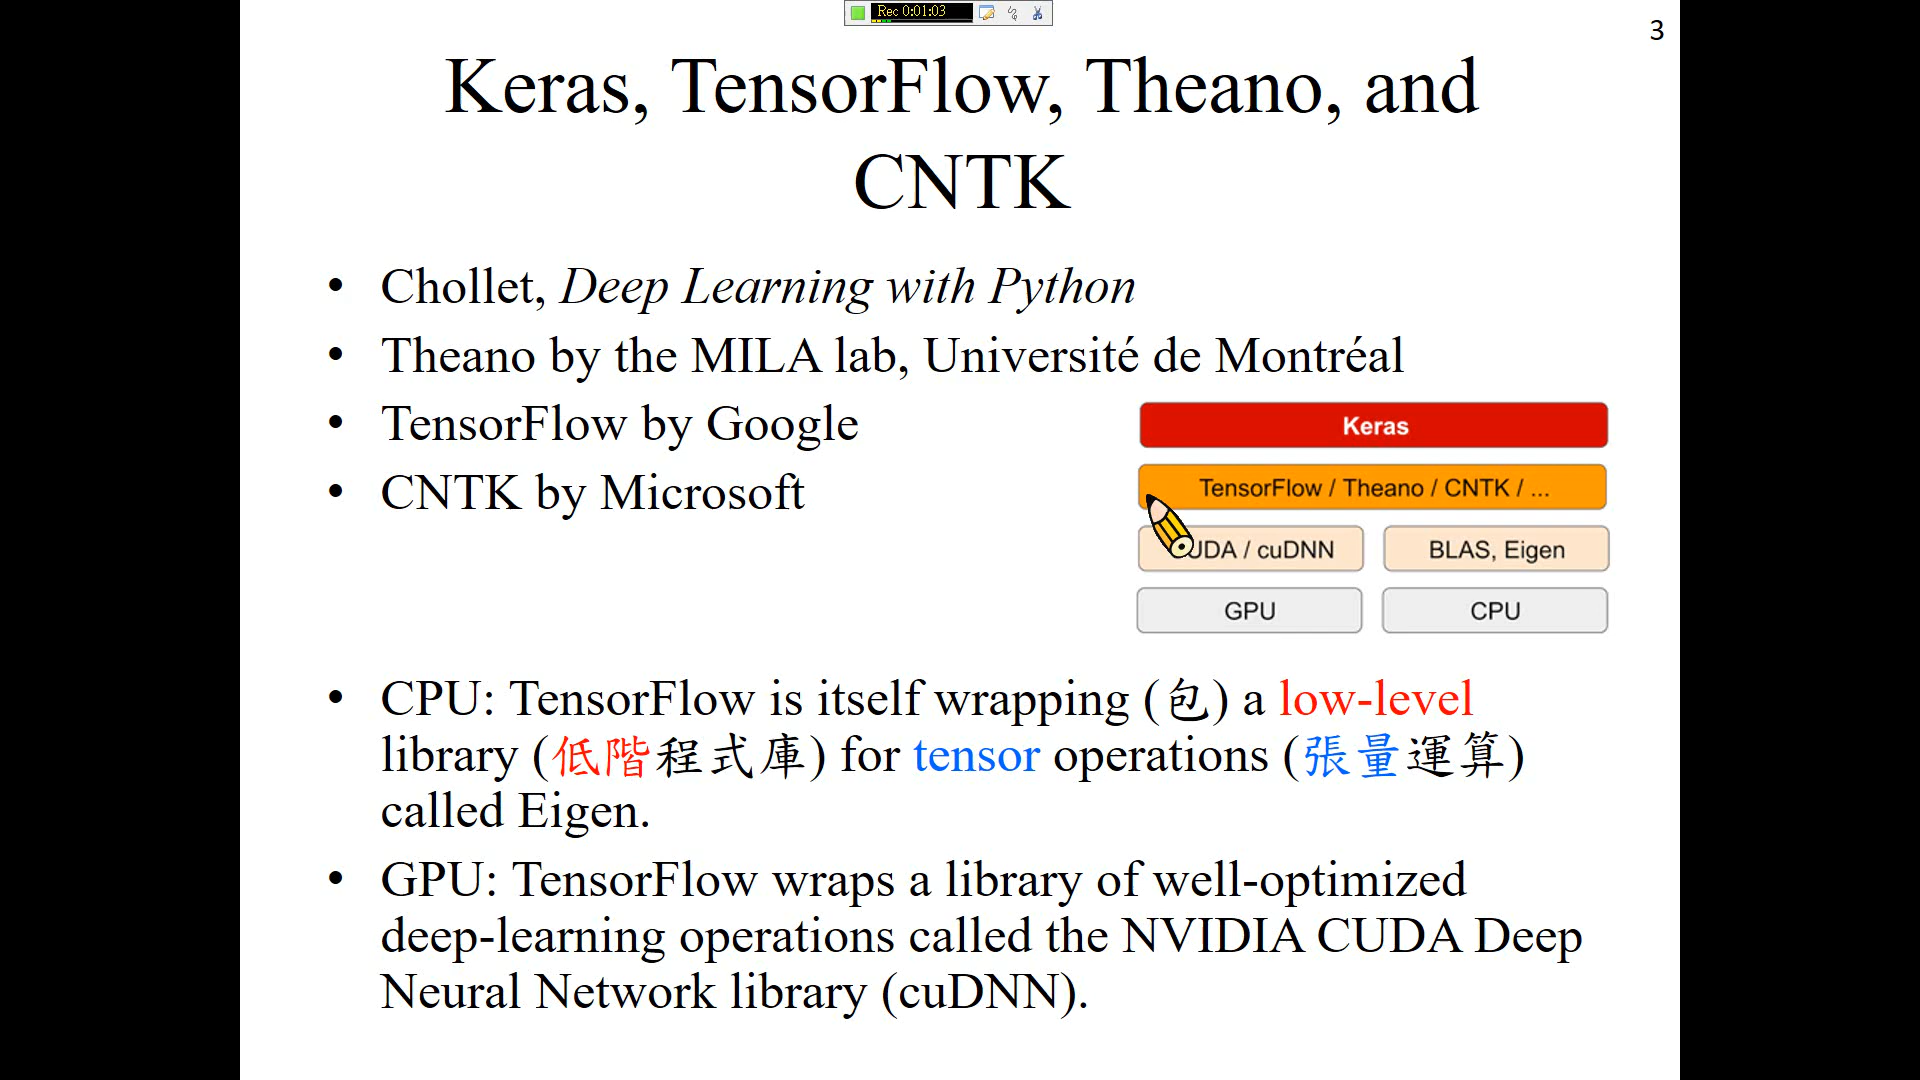 Rec 0:01:03
3
Keras, TensorFlow, Theano, and
CNTK
• Chollet, Deep Learning with Python
• Theano by the MILA lab, Université de Montréal
• TensorFlow by Google
• CNTK by Microsoft
Keras
TensorFlow / Theano / CNTK / ...
UDA / cuDNN
BLAS, Eigen
GPU
CPU
• CPU: TensorFlow is itself wrapping (包) a low-level
library (低階程式庫) for tensor operations (張量運算)
called Eigen.
• GPU: TensorFlow wraps a library of well-optimized
deep-learning operations called the NVIDIA CUDA Deep
Neural Network library (cuDNN).